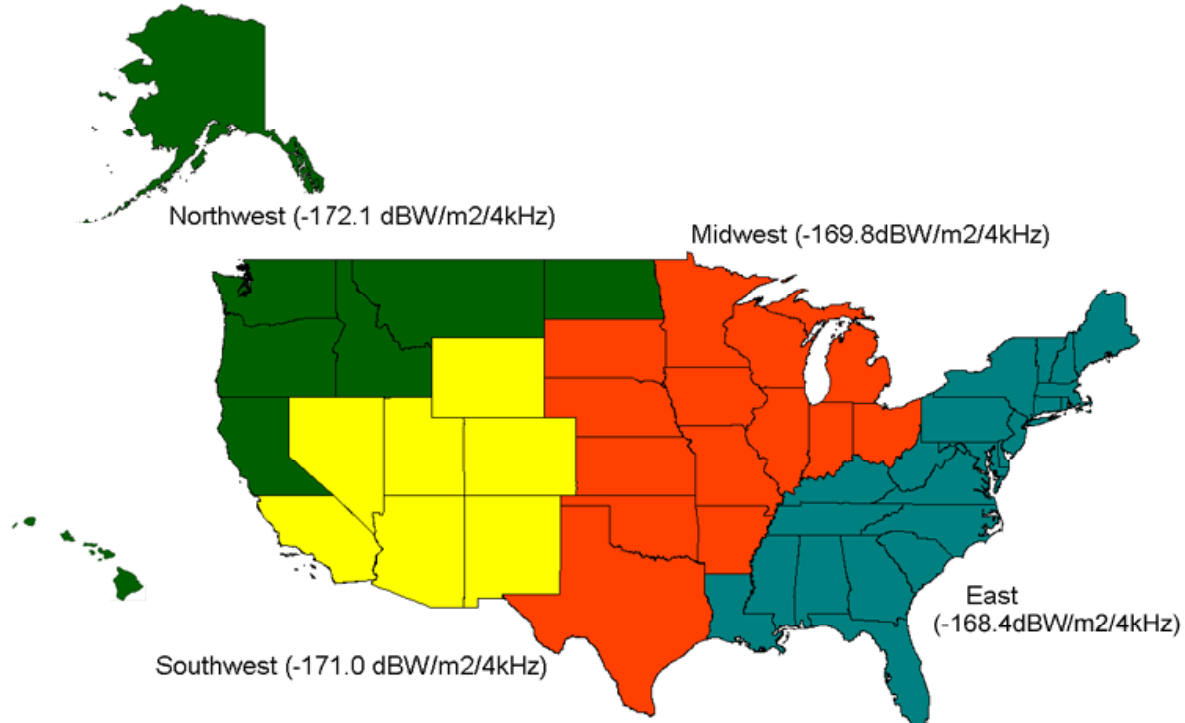 Northwest (-172.1 dBW/m2/4kHz)
Midwest (-169.8dBW/m2/4kHz)
East
(-168.4dBW/m2/4kHz)
Southwest (-171.0 dBW/m2/4kHz)